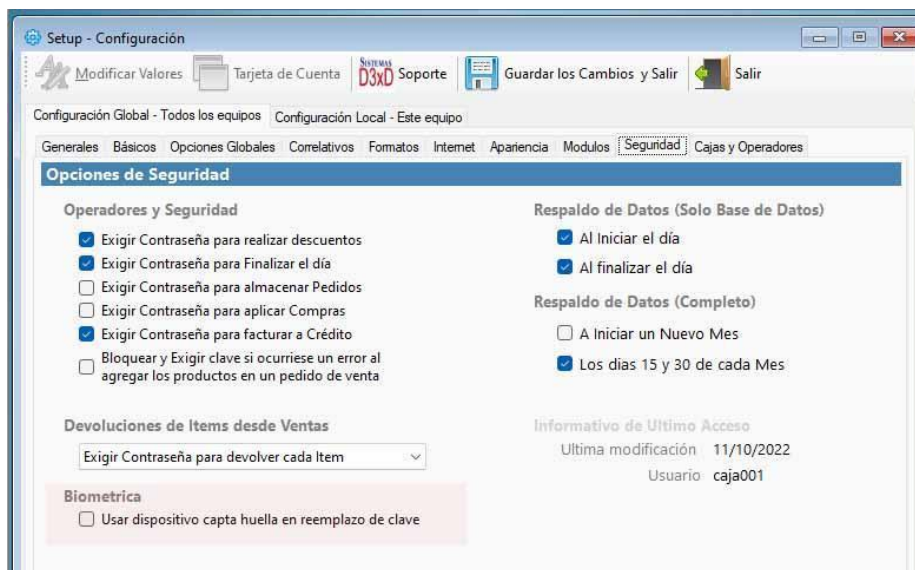 Setup - Configuración
Modificar Valores Tarjeta de Cuenta SISTEMAS D3xD Soporte Guardar los Cambios y Salir Salir
Configuración Global - Todos los equipos Configuración Local - Este equipo
Generales Básicos Opciones Globales Correlativos Formatos Internet Apariencia Modulos Seguridad Cajas y Operadores
Opciones de Seguridad
Operadores y Seguridad
Exigir Contraseña para realizar descuentos
Exigir Contraseña para Finalizar el día
Exigir Contraseña para almacenar Pedidos
Exigir Contraseña para aplicar Compras
Exigir Contraseña para facturar a Crédito
Bloquear y Exigir clave si ocurriese un error al
agregar los productos en un pedido de venta
Devoluciones de Items desde Ventas
Exigir Contraseña para devolver cada Item
Biometrica
Usar dispositivo capta huella en reemplazo de clave
Respaldo de Datos (Solo Base de Datos)
Al Iniciar el día
Al finalizar el día
Respaldo de Datos (Completo)
A Iniciar un Nuevo Mes
Los dias 15 y 30 de cada Mes
Informativo de Ultimo Acceso
Ultima modificación 11/10/2022
Usuario caja001